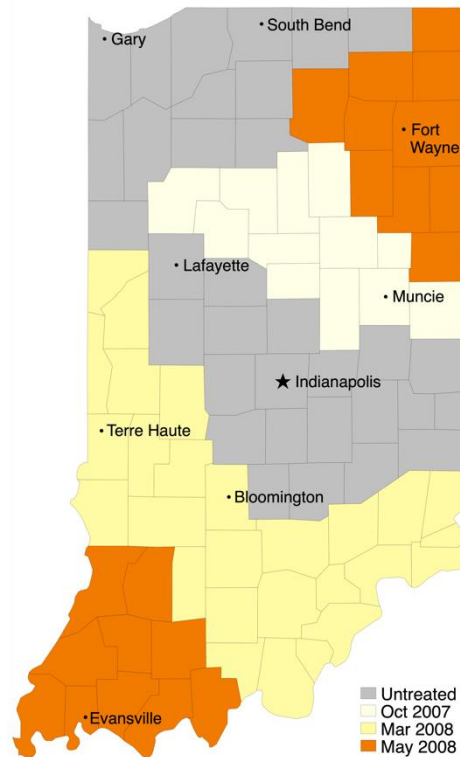 South Bend
Gary
Fort
Wayne
Lafayette
Muncie
Indianapolis
Terre Haute
Bloomington
Untreated
Oct 2007
Mar 2008
May 2008
Evansville